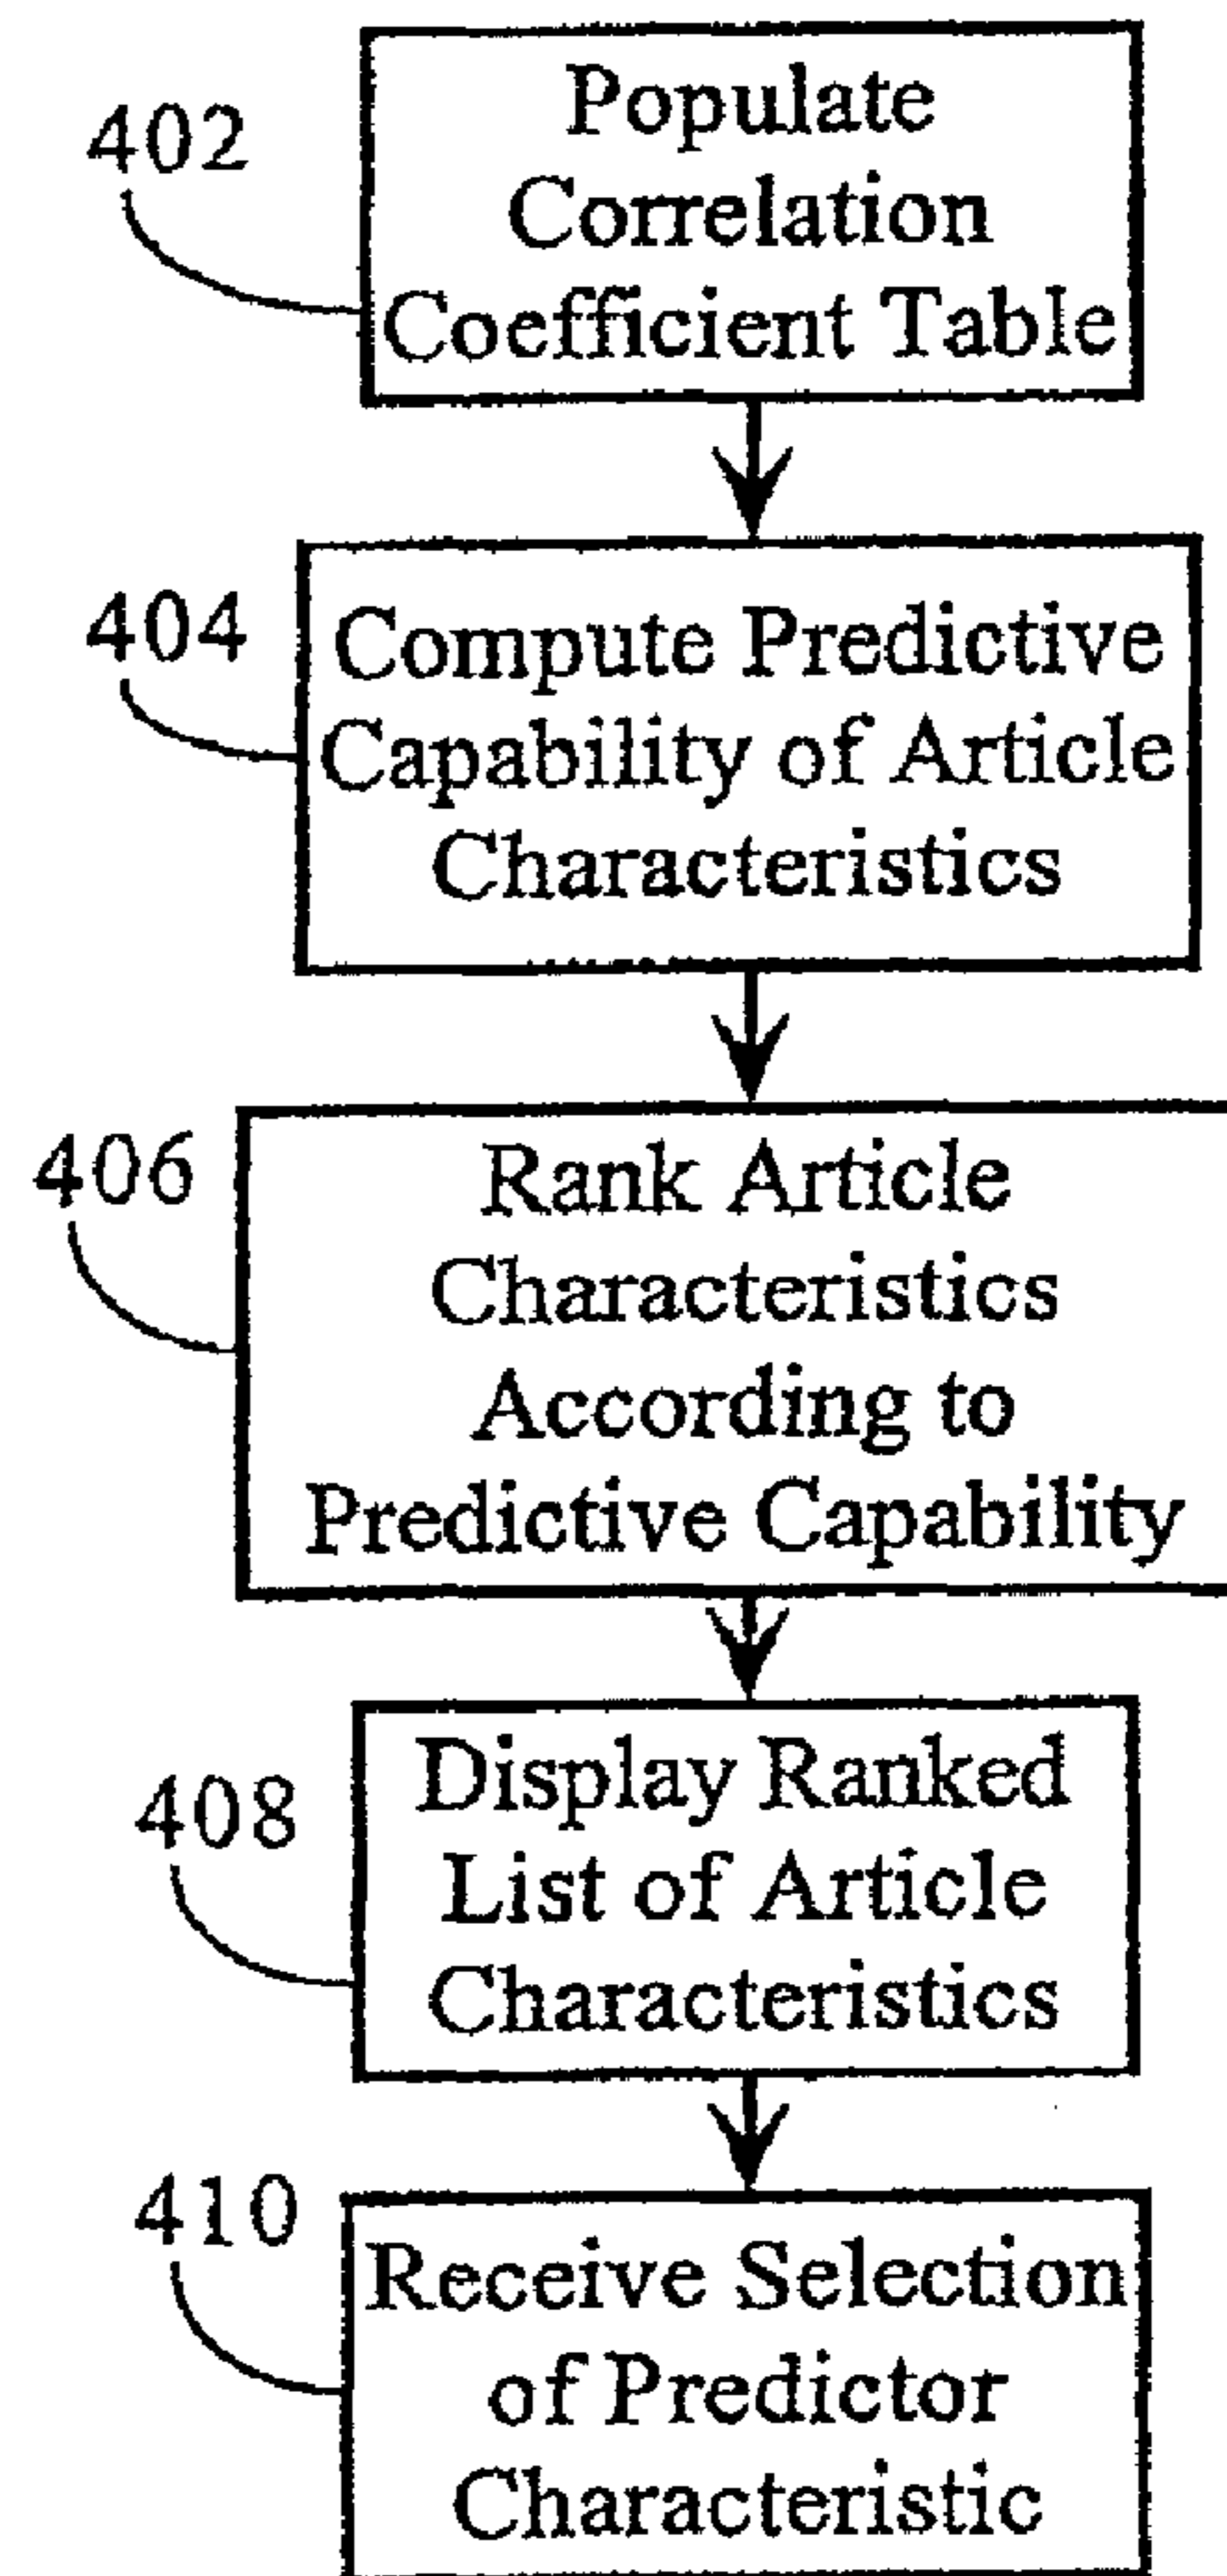 402
Populate
Correlation
Coefficient Table
404
Compute Predictive
Capability of Article
Characteristics
406
Rank Article
Characteristics
According to
Predictive Capability
408
Display Ranked
List of Article
Characteristics
410
Receive Selection
of Predictor
Characteristic